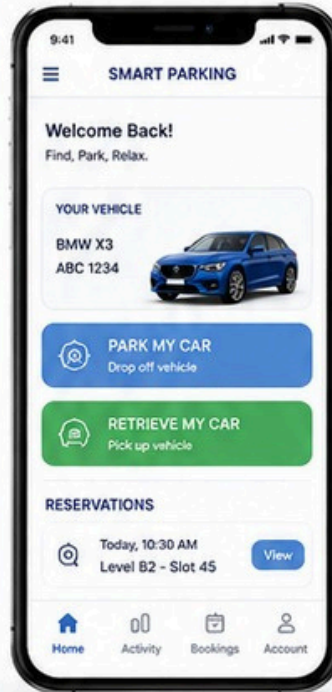 9:41
SMART PARKING
Welcome Back!
Find, Park, Relax.
YOUR VEHICLE
BMW X3
ABC 1234
PARK MY CAR
Drop off vehicle
RETRIEVE MY CAR
Pick up vehicle
RESERVATIONS
Today, 10:30 AM
Level B2 - Slot 45
View
Home
Activity
Bookings
Account